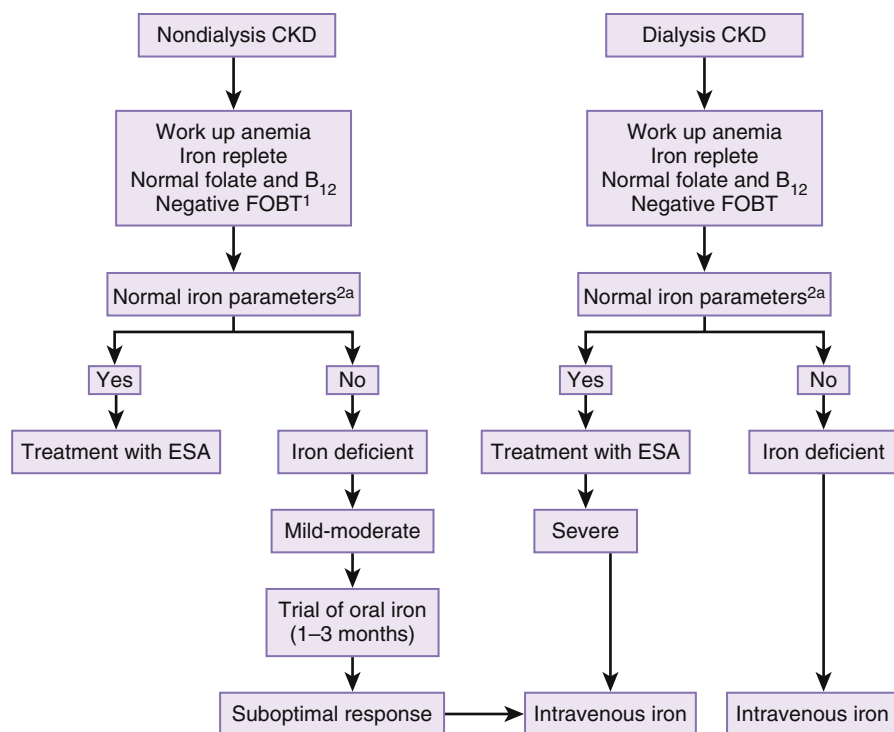 Nondialysis CKD
Work up anemia
Iron replete
Normal folate and B12
Negative FOBT1
Normal iron parameters2a
Yes
No
Treatment with ESA
Iron deficient
Mild-moderate
Trial of oral iron
(1–3 months)
Suboptimal response
Dialysis CKD
Work up anemia
Iron replete
Normal folate and B12
Negative FOBT
Normal iron parameters2a
Yes
No
Treatment with ESA
Iron deficient
Severe
Intravenous iron
Intravenous iron